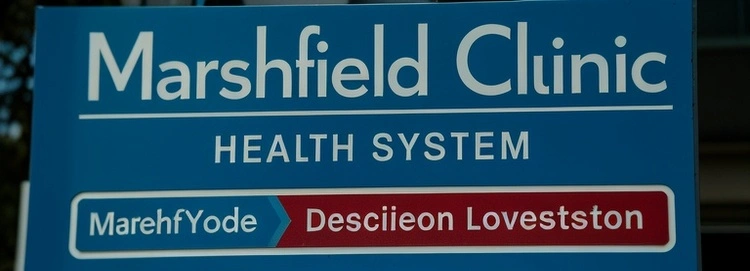 Marshfield Clinic
HEALTH SYSTEM
MarehfYode Desciieon Lovestston